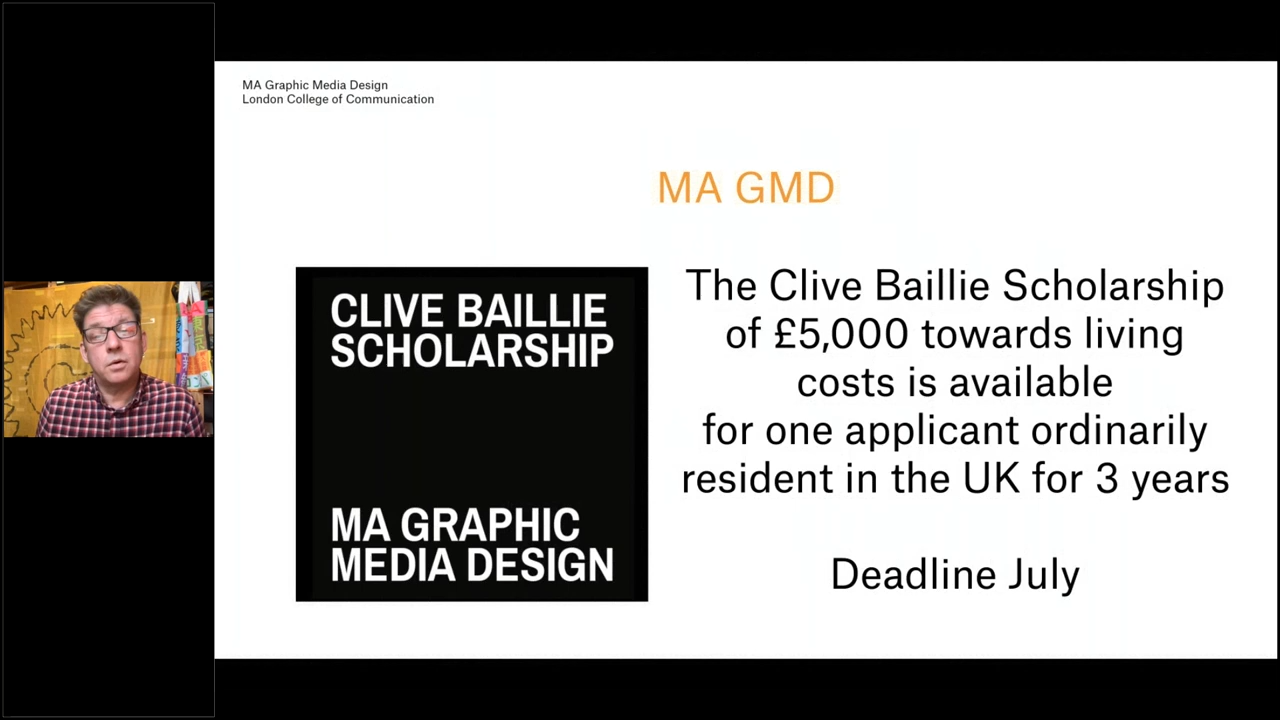 MA Graphic Media Design
London College of Communication
MA GMD
CLIVE BAILLIE
SCHOLARSHIP
MA GRAPHIC
MEDIA DESIGN
The Clive Baillie Scholarship
of £5,000 towards living
costs is available
for one applicant ordinarily
resident in the UK for 3 years
Deadline July